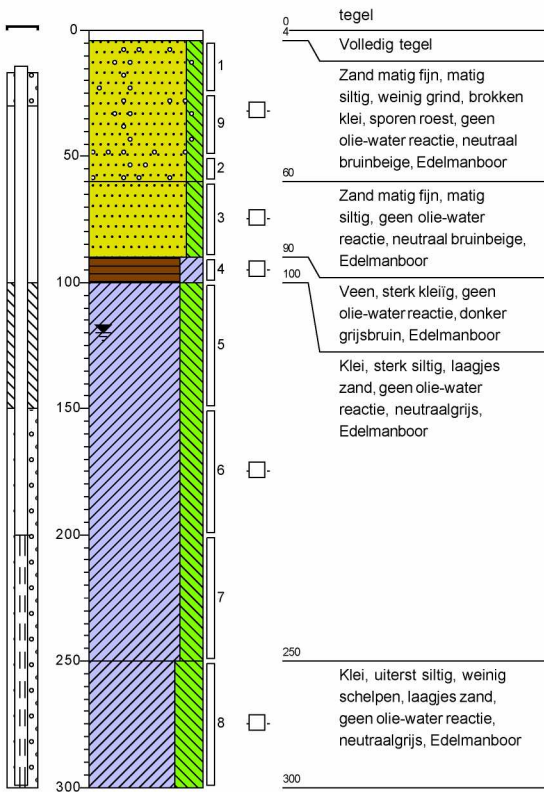 0
50
100
150
200
250
300
1
9
2
3
4
5
6
7
8
0
tegel
4
Volledig tegel
Zand matig fijn, matig
siltig, weinig grind, brokken
klei, sporen roest, geen
olie-water reactie, neutraal
bruinbeige, Edelmanboor
60
Zand matig fijn, matig
siltig, geen olie-water
reactie, neutraal bruinbeige,
Edelmanboor
90
Veen, sterk kleiïg, geen
olie-water reactie, donker
grijsbruin, Edelmanboor
100
Klei, sterk siltig, laagjes
zand, geen olie-water
reactie, neutraalgrijs,
Edelmanboor
250
Klei, uiterst siltig, weinig
schelpen, laagjes zand,
geen olie-water reactie,
neutraalgrijs, Edelmanboor
300